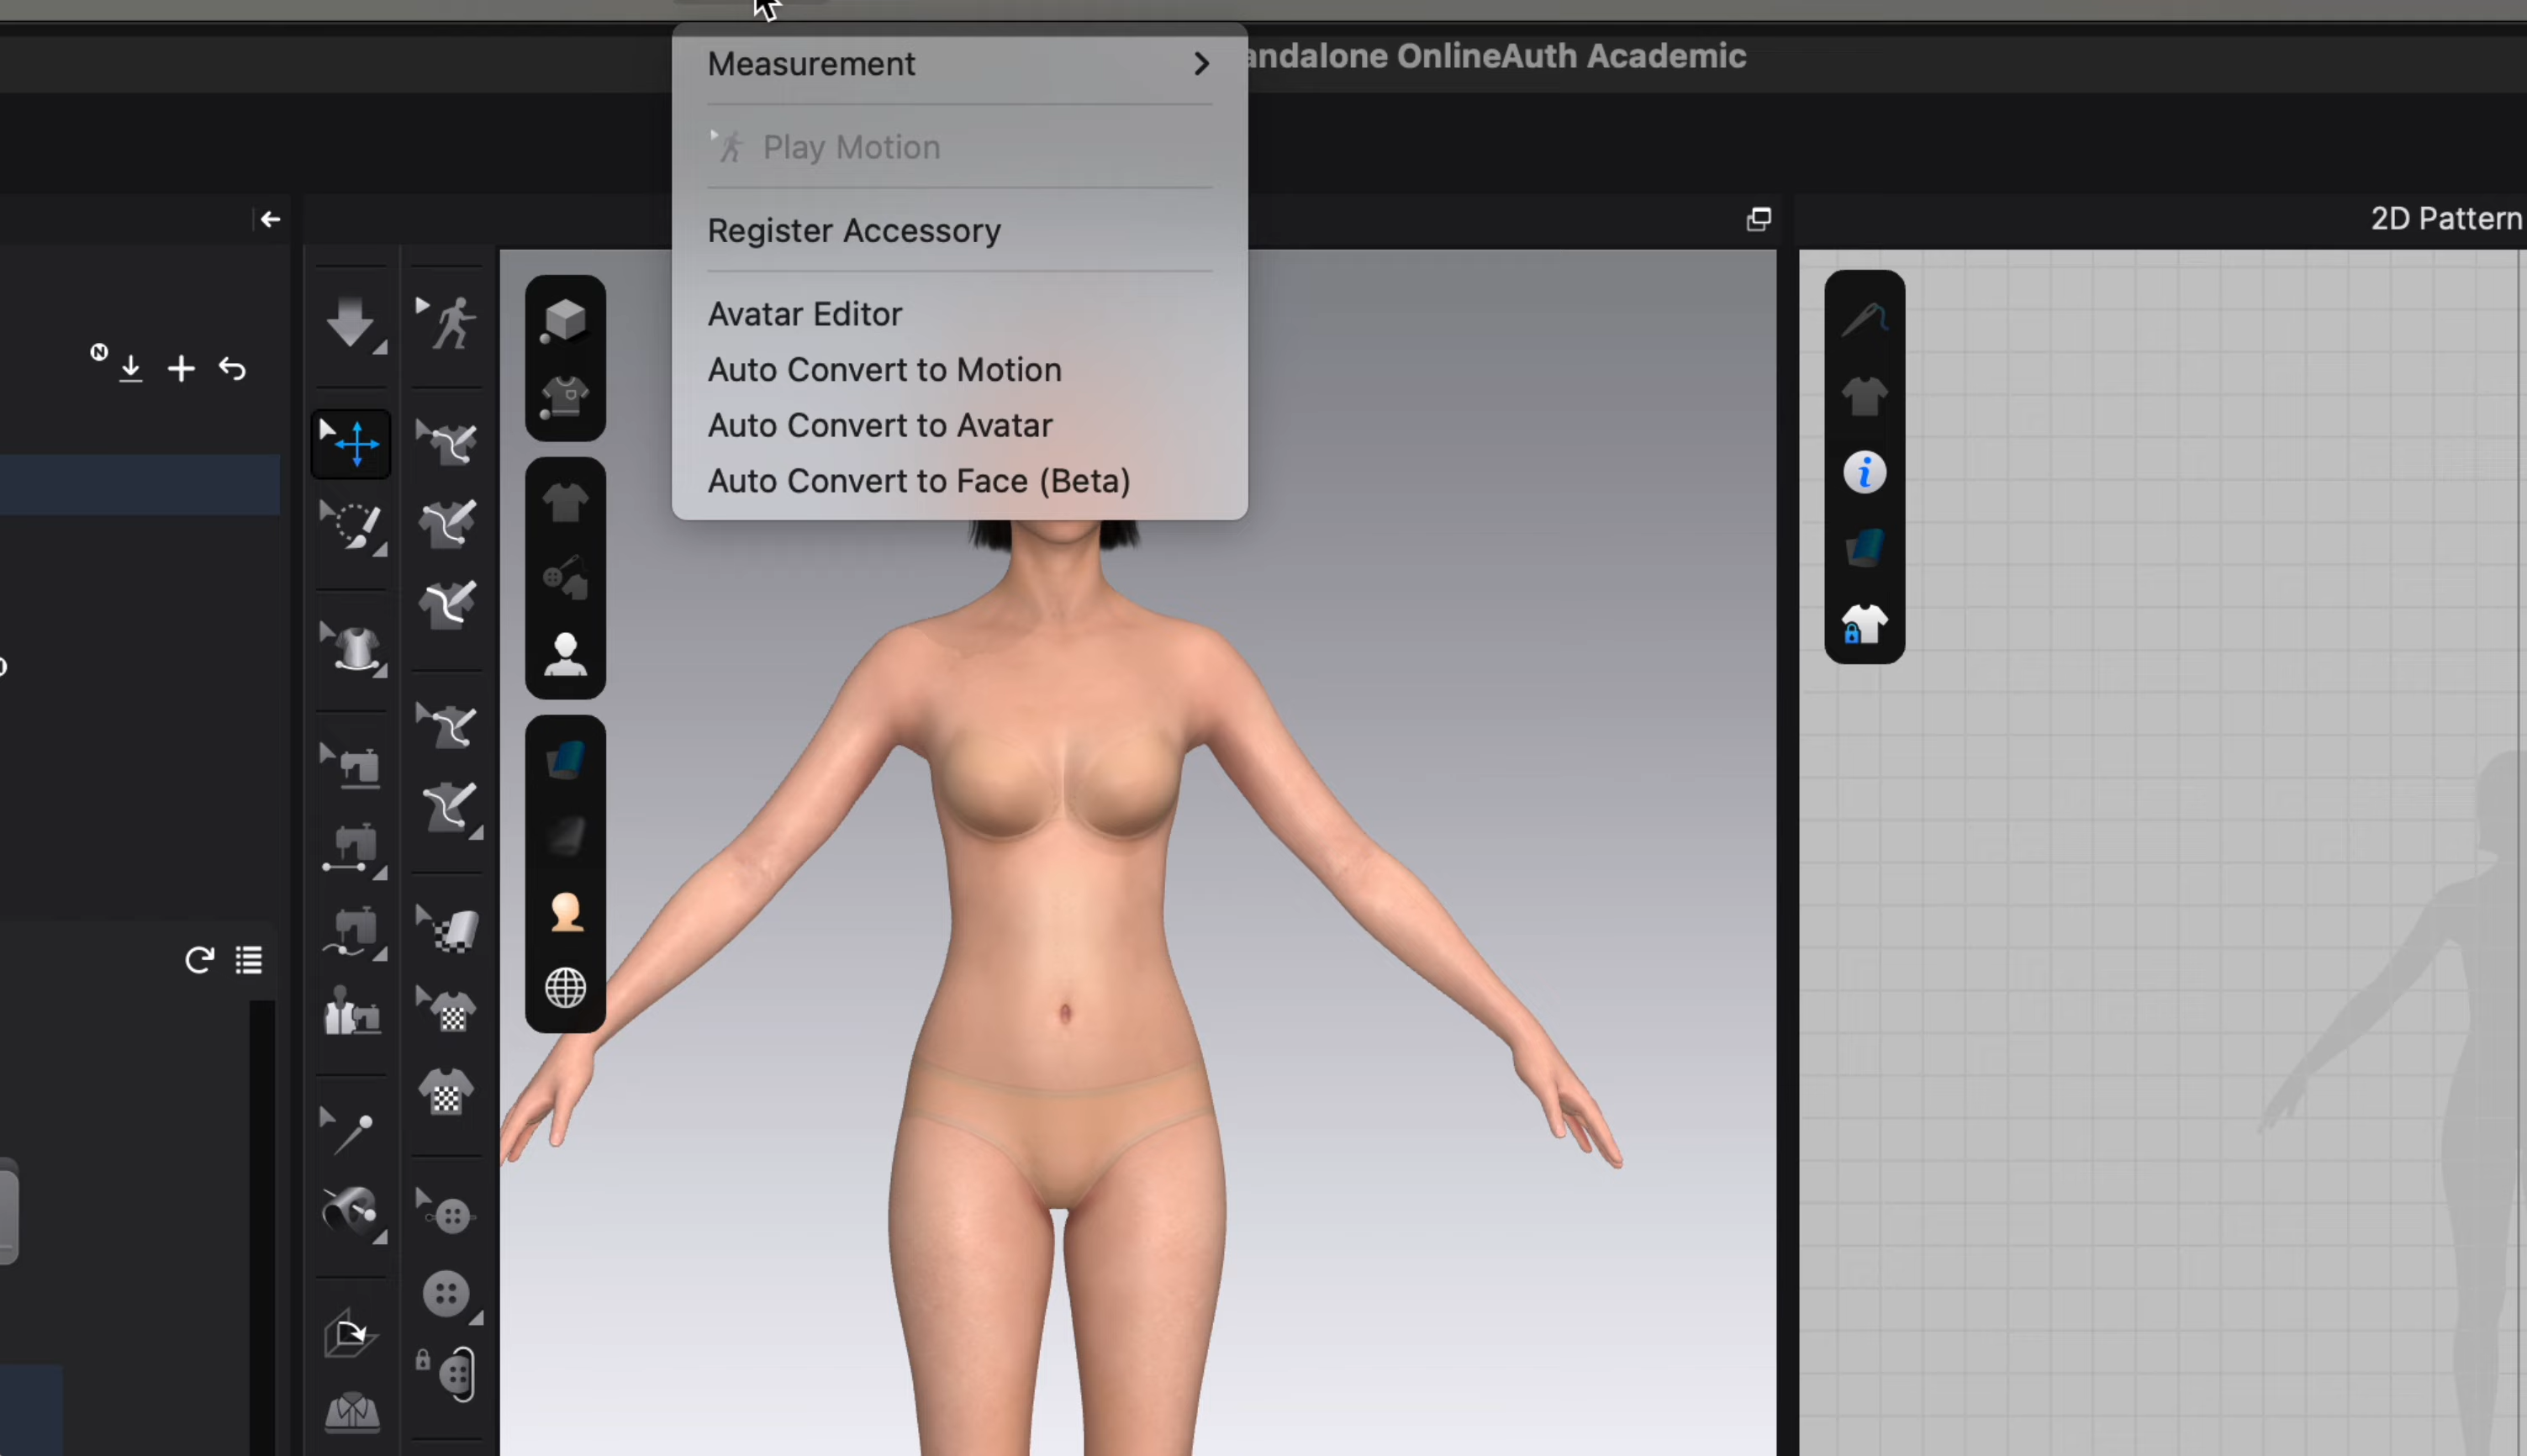 Measurement
andalone OnlineAuth Academic
Play Motion
Register Accessory
2D Pattern
Avatar Editor
Auto Convert to Motion
Auto Convert to Avatar
Auto Convert to Face (Beta)
N
i